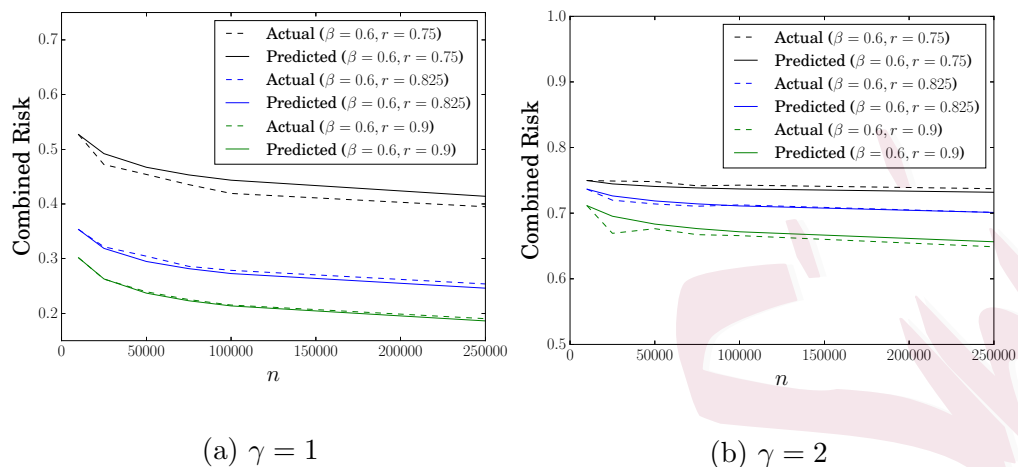 0.7
0.6
0.5
0.4
0.3
0.2
0
50000
100000
150000
200000
250000
n
Combined Risk
Actual (β = 0.6, r = 0.75)
Predicted (β = 0.6, r = 0.75)
Actual (β = 0.6, r = 0.825)
Predicted (β = 0.6, r = 0.825)
Actual (β = 0.6, r = 0.9)
Predicted (β = 0.6, r = 0.9)
(a) γ = 1
1.0
0.9
0.8
0.7
0.6
0.5
0
50000
100000
150000
200000
250000
n
Combined Risk
Actual (β = 0.6, r = 0.75)
Predicted (β = 0.6, r = 0.75)
Actual (β = 0.6, r = 0.825)
Predicted (β = 0.6, r = 0.825)
Actual (β = 0.6, r = 0.9)
Predicted (β = 0.6, r = 0.9)
(b) γ = 2